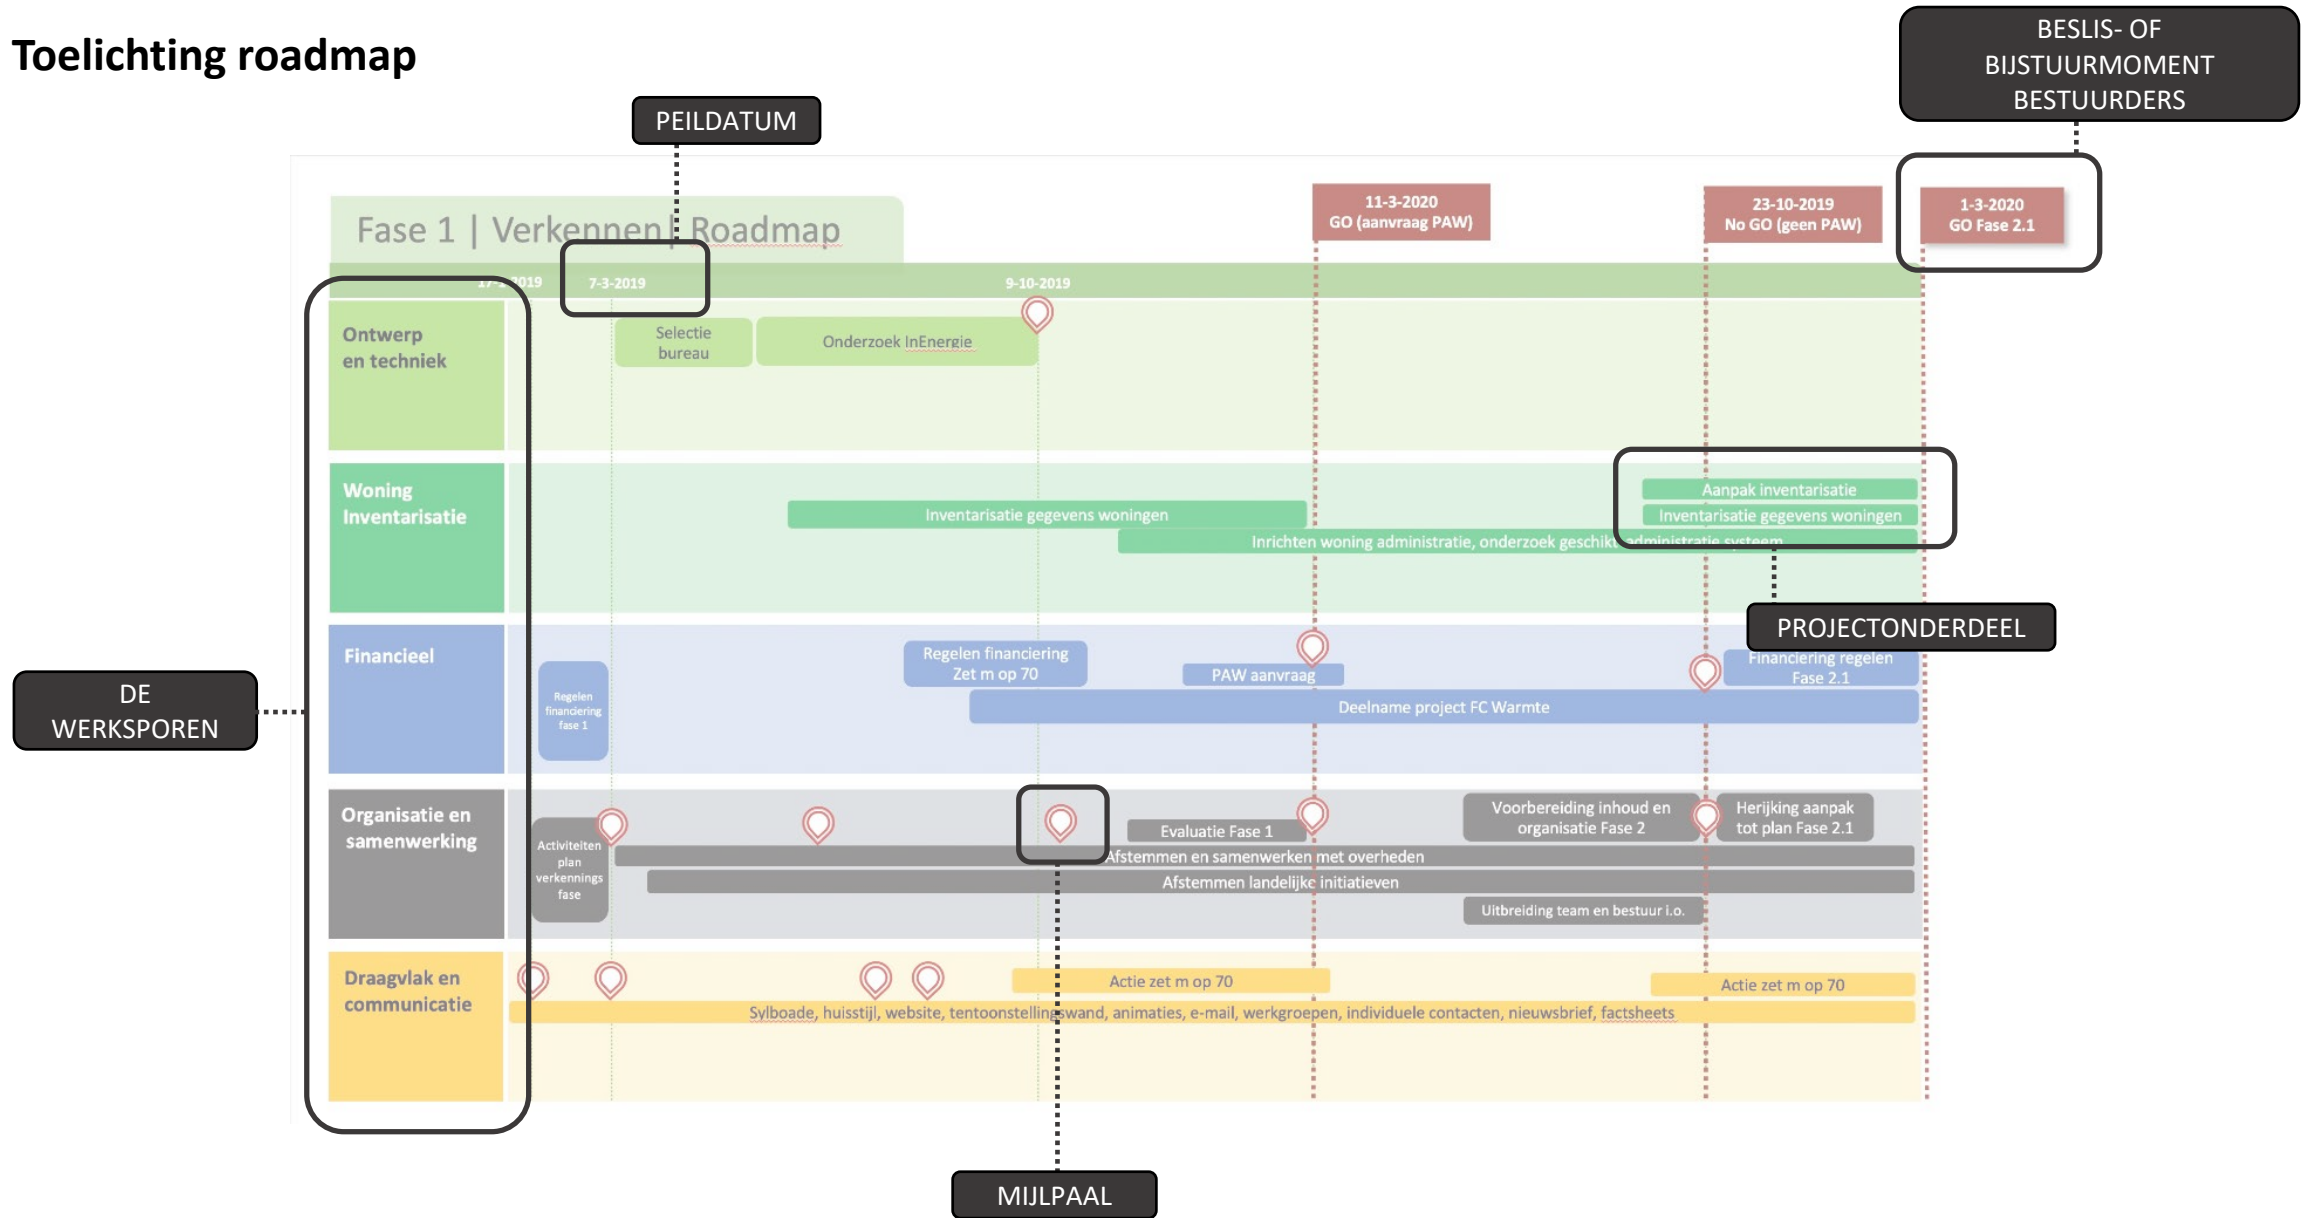 Toelichting roadmap
BESLIS- OF
BIJSTUURMOMENT
BESTUURDERS
PEILDATUM
Fase 1 | Verkennen| Roadmap
11-3-2020
GO (aanvraag PAW)
23-10-2019
No GO (geen PAW)
1-3-2020
GO Fase 2.1
7-3-2019
9-10-2019
Ontwerp
en techniek
Selectie
bureau
Onderzoek InEnergie
Woning
Inventarisatie
Aanpak inventarisatie
Inventarisatie gegevens woningen
Inventarisatie gegevens woningen
Inrichten woning administratie, onderzoek geschikt administratie systeem
PROJECTONDERDEEL
Financieel
Regelen
financiering
fase 1
Regelen financiering
Zet m op 70
PAW aanvraag
Financiering regelen
Fase 2.1
Deelname project FC Warmte
DE
WERKSPOREN
Organisatie en
samenwerking
Activiteiten
plan
verkennings
fase
Evaluatie Fase 1
Voorbereiding inhoud en
organisatie Fase 2
Herijking aanpak
tot plan Fase 2.1
Afstemmen en samenwerken met overheden
Afstemmen landelijke initiatieven
Uitbreiding team en bestuur i.o.
Draagvlak en
communicatie
Actie zet m op 70
Actie zet m op 70
Sylboade, huisstijl, website, tentoonstellingswand, animaties, e-mail, werkgroepen, individuele contacten, nieuwsbrief, factsheets
MIJLPAAL